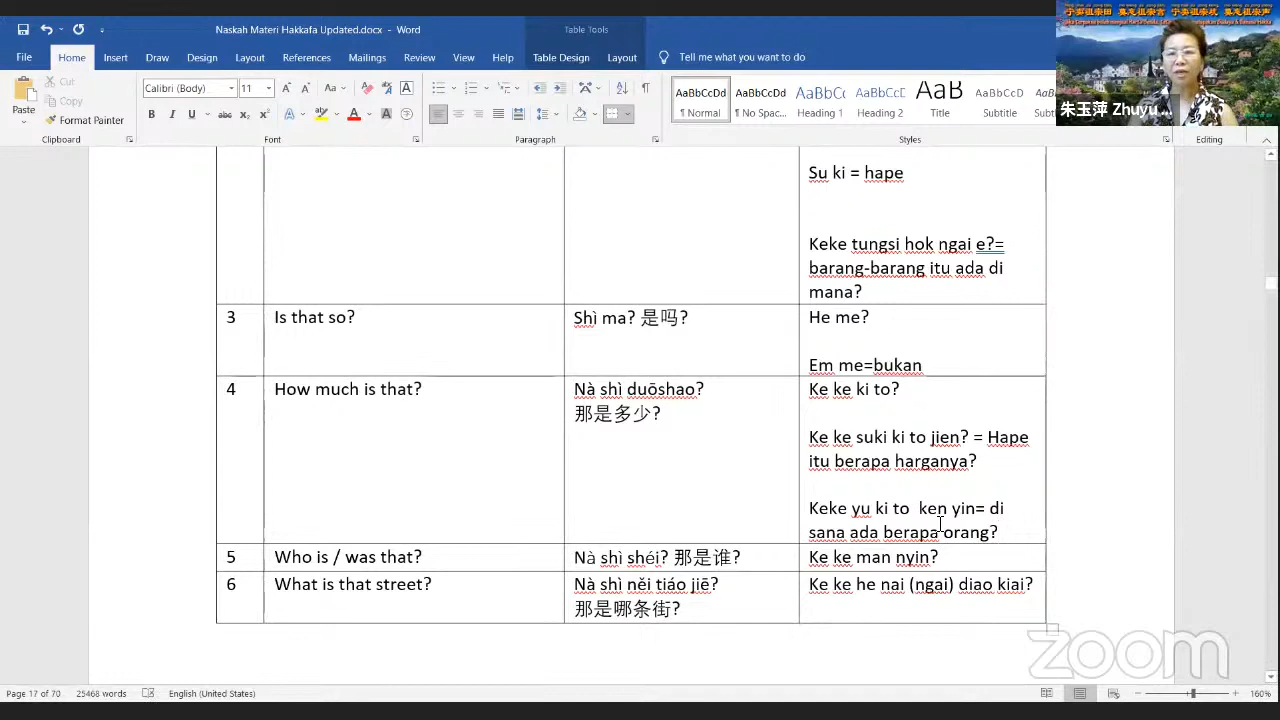 Naskah Materi Hakkafa Updated.docx - Word
Table Tools
File Home Insert Draw Design Layout References Mailings Review View Help Table Design Layout Tell me what you want to do
Cut
Copy
Paste
Format Painter
Calibri (Body) 11
AaBbCcDd AaBbCcDd AaBbCc AaBbCcD AaB AaBbCcD
¶ Normal ¶ No Spac... Heading 1 Heading 2 Title Subtitle
Clipboard Font Paragraph Styles Editing
朱玉萍 Zhuyu ...
Su ki = hape
Keke tungsi hok ngai e?=
barang-barang itu ada di
mana?
3 Is that so? Shì ma? 是吗? He me?
Em me=bukan
4 How much is that? Nà shì duōshao? Ke ke ki to?
那是多少?
Ke ke suki ki to jien? = Hape
itu berapa harganya?
Keke yu ki to ken yin= di
sana ada berapa orang?
5 Who is / was that? Nà shì shéi? 那是谁? Ke ke man nyin?
6 What is that street? Nà shì něi tiáo jiē? Ke ke he nai (ngai) diao kiai?
那是哪条街?
zoom
Page 17 of 70 25468 words English (United States) 160%